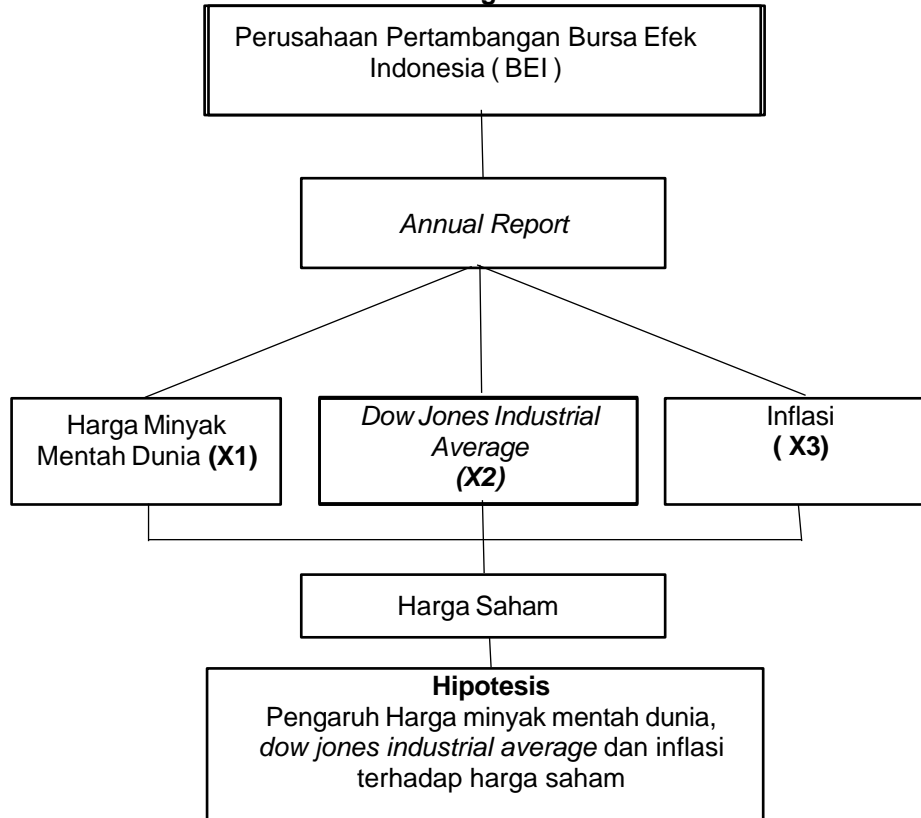 Perusahaan Pertambangan Bursa Efek
Indonesia ( BEI )
Annual Report
Harga Minyak
Mentah Dunia (X1)
Dow Jones Industrial
Average
(X2)
Inflasi
( X3)
Harga Saham
Hipotesis
Pengaruh Harga minyak mentah dunia,
dow jones industrial average dan inflasi
terhadap harga saham